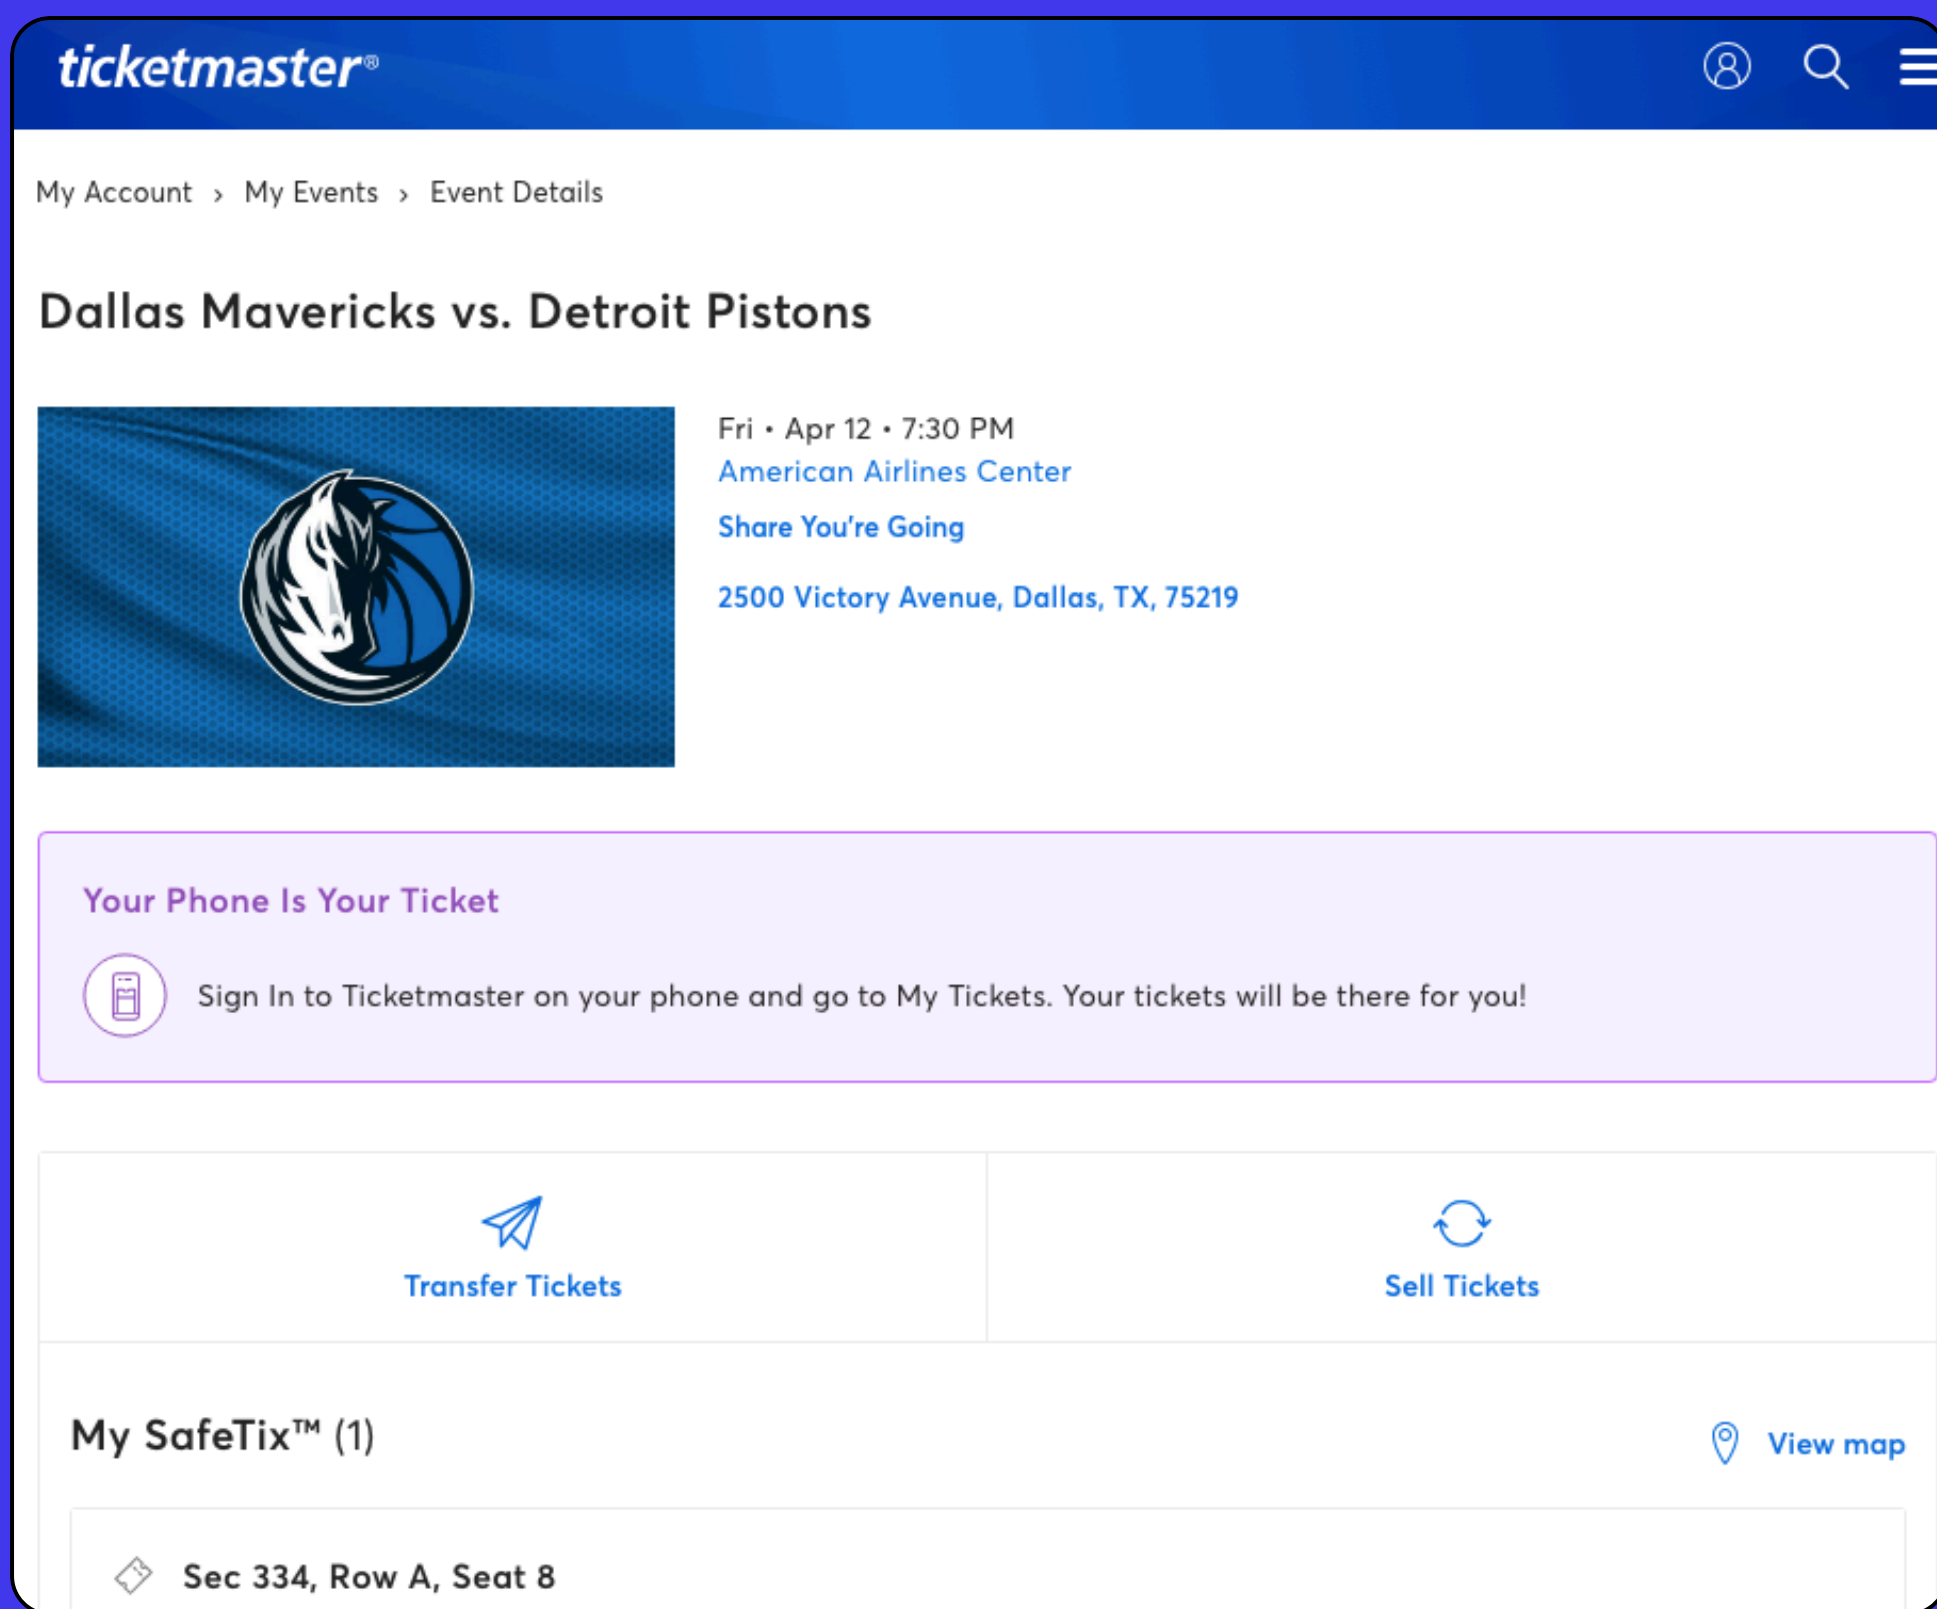 ticketmaster®
My Account › My Events › Event Details
Dallas Mavericks vs. Detroit Pistons
Fri • Apr 12 • 7:30 PM
American Airlines Center
Share You're Going
2500 Victory Avenue, Dallas, TX, 75219
Your Phone Is Your Ticket
Sign In to Ticketmaster on your phone and go to My Tickets. Your tickets will be there for you!
Transfer Tickets
Sell Tickets
My SafeTix™ (1)
View map
Sec 334, Row A, Seat 8